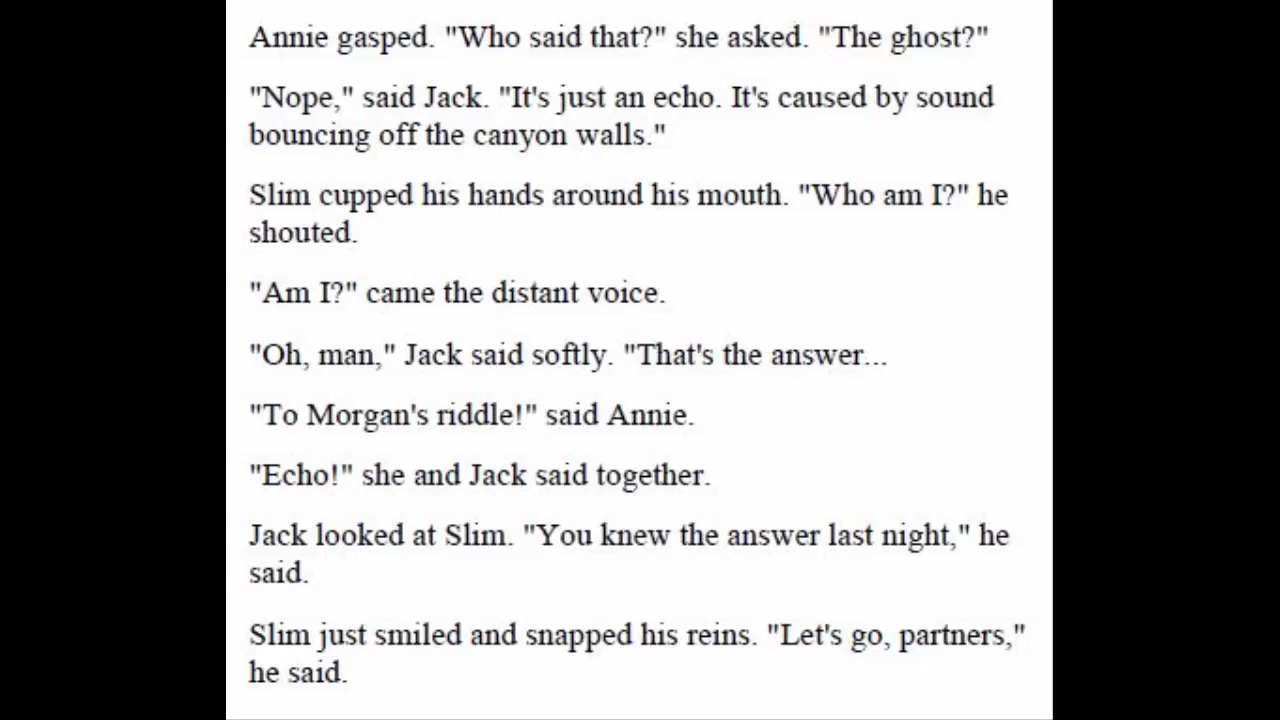 Annie gasped. "Who said that?" she asked. "The ghost?"
"Nope," said Jack. "It's just an echo. It's caused by sound
bouncing off the canyon walls."
Slim cupped his hands around his mouth. "Who am I?" he
shouted.
"Am I?" came the distant voice.
"Oh, man," Jack said softly. "That's the answer...
"To Morgan's riddle!" said Annie.
"Echo!" she and Jack said together.
Jack looked at Slim. "You knew the answer last night," he
said.
Slim just smiled and snapped his reins. "Let's go, partners,"
he said.